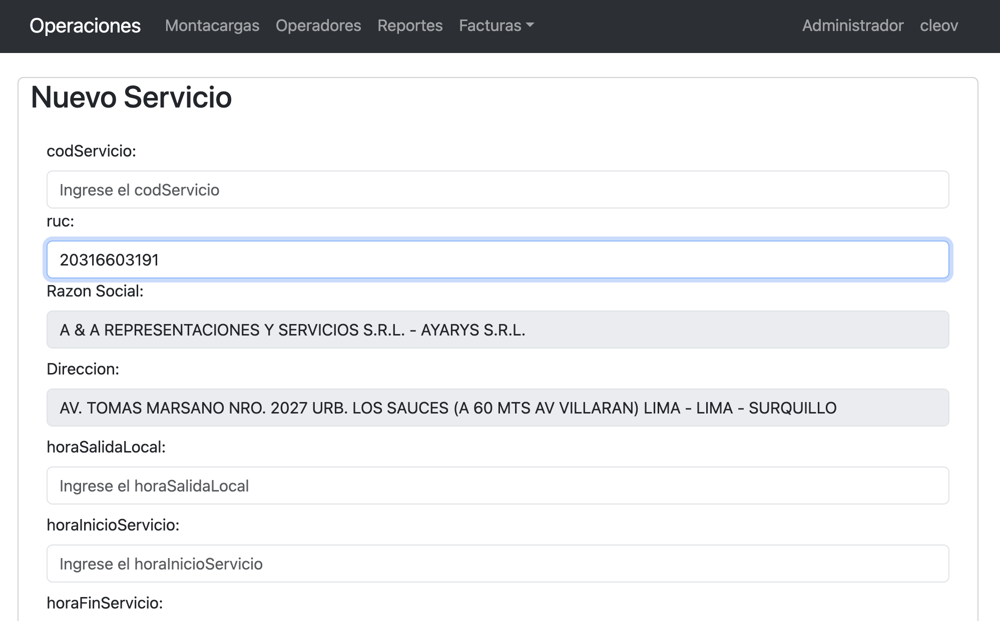 Operaciones Montacargas Operadores Reportes Facturas Administrador cleov
Nuevo Servicio
codServicio:
Ingrese el codServicio
ruc:
20316603191
Razon Social:
A & A REPRESENTACIONES Y SERVICIOS S.R.L. - AYARYS S.R.L.
Direccion:
AV. TOMAS MARSANO NRO. 2027 URB. LOS SAUCES (A 60 MTS AV VILLARAN) LIMA - LIMA - SURQUILLO
horaSalidaLocal:
Ingrese el horaSalidaLocal
horaInicioServicio:
Ingrese el horaInicioServicio
horaFinServicio: